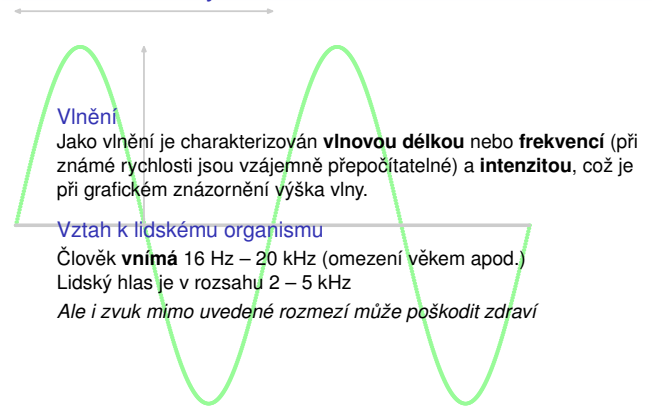 Vlnění
Jako vlnění je charakterizován vlnovou délkou nebo frekvencí (při
známé rychlosti jsou vzájemně přepočítatelné) a intenzitou, což je
při grafickém znázornění výška vlny.
Vztah k lidskému organismu
Člověk vnímá 16 Hz – 20 kHz (omezení věkem apod.)
Lidský hlas je v rozsahu 2 – 5 kHz
Ale i zvuk mimo uvedené rozmezí může poškodit zdraví